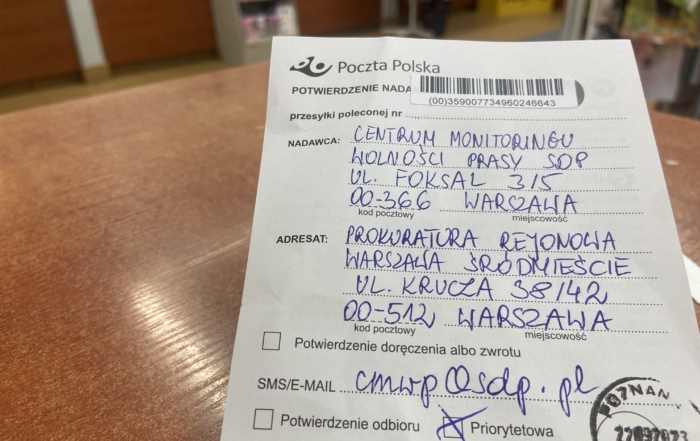 Poczta Polska
POTWIERDZENIE NADA
(00)359007734960246643
przesyłki poleconej nr
NADAWCA: CENTRUM MONITORINGU
WOLNOŚCI PRASY SDP
UL. FOKSAL 3/5
00-366 WARSZAWA
kod pocztowy miejscowość
ADRESAT: PROKURATURA REJONOWA
WARSZAWA ŚRÓDMIEŚCIE
UL. KRUCZA 38/42
00-512 WARSZAWA
kod pocztowy miejscowość
Potwierdzenie doręczenia albo zwrotu
SMS/E-MAIL cmwp@sdp.pl
Potwierdzenie odbioru Priorytetowa
POZNAŃ